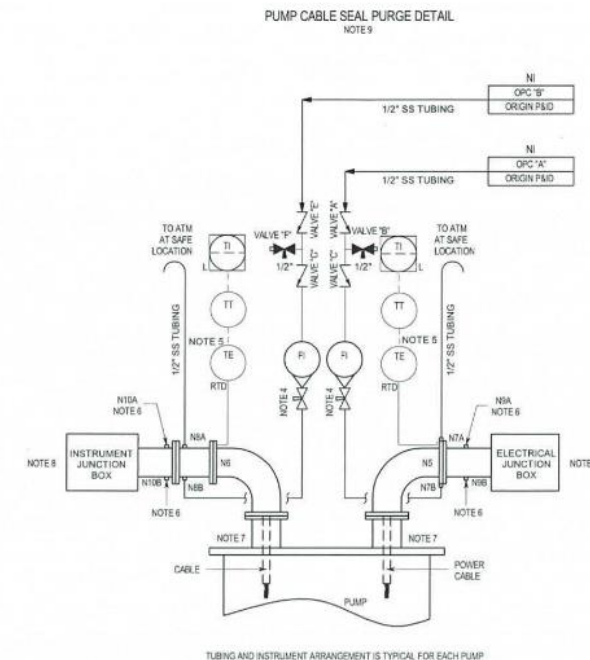 PUMP CABLE SEAL PURGE DETAIL
NOTE 9
NI
OPC "B"
ORIGIN P&ID
1/2" SS TUBING
NI
OPC "A"
ORIGIN P&ID
1/2" SS TUBING
TO ATM
AT SAFE
LOCATION
VALVE "F"
VALVE "E"
VALVE "A"
VALVE "B"
TO ATM
AT SAFE
LOCATION
TI
L
1/2"
VALVE "C"
VALVE "C"
1/2"
TI
L
1/2" SS TUBING
TT
TT
1/2" SS TUBING
NOTE 5
NOTE 5
TE
RTD
FI
FI
TE
RTD
NOTE 4
NOTE 4
N10A
NOTE 6
N9A
NOTE 6
N8A
N7A
NOTE 8
INSTRUMENT
JUNCTION
BOX
N6
N5
ELECTRICAL
JUNCTION
BOX
NOTE
N10B
N8B
N7B
N9B
NOTE 6
NOTE 6
NOTE 7
NOTE 7
CABLE
POWER
CABLE
PUMP
TUBING AND INSTRUMENT ARRANGEMENT IS TYPICAL FOR EACH PUMP